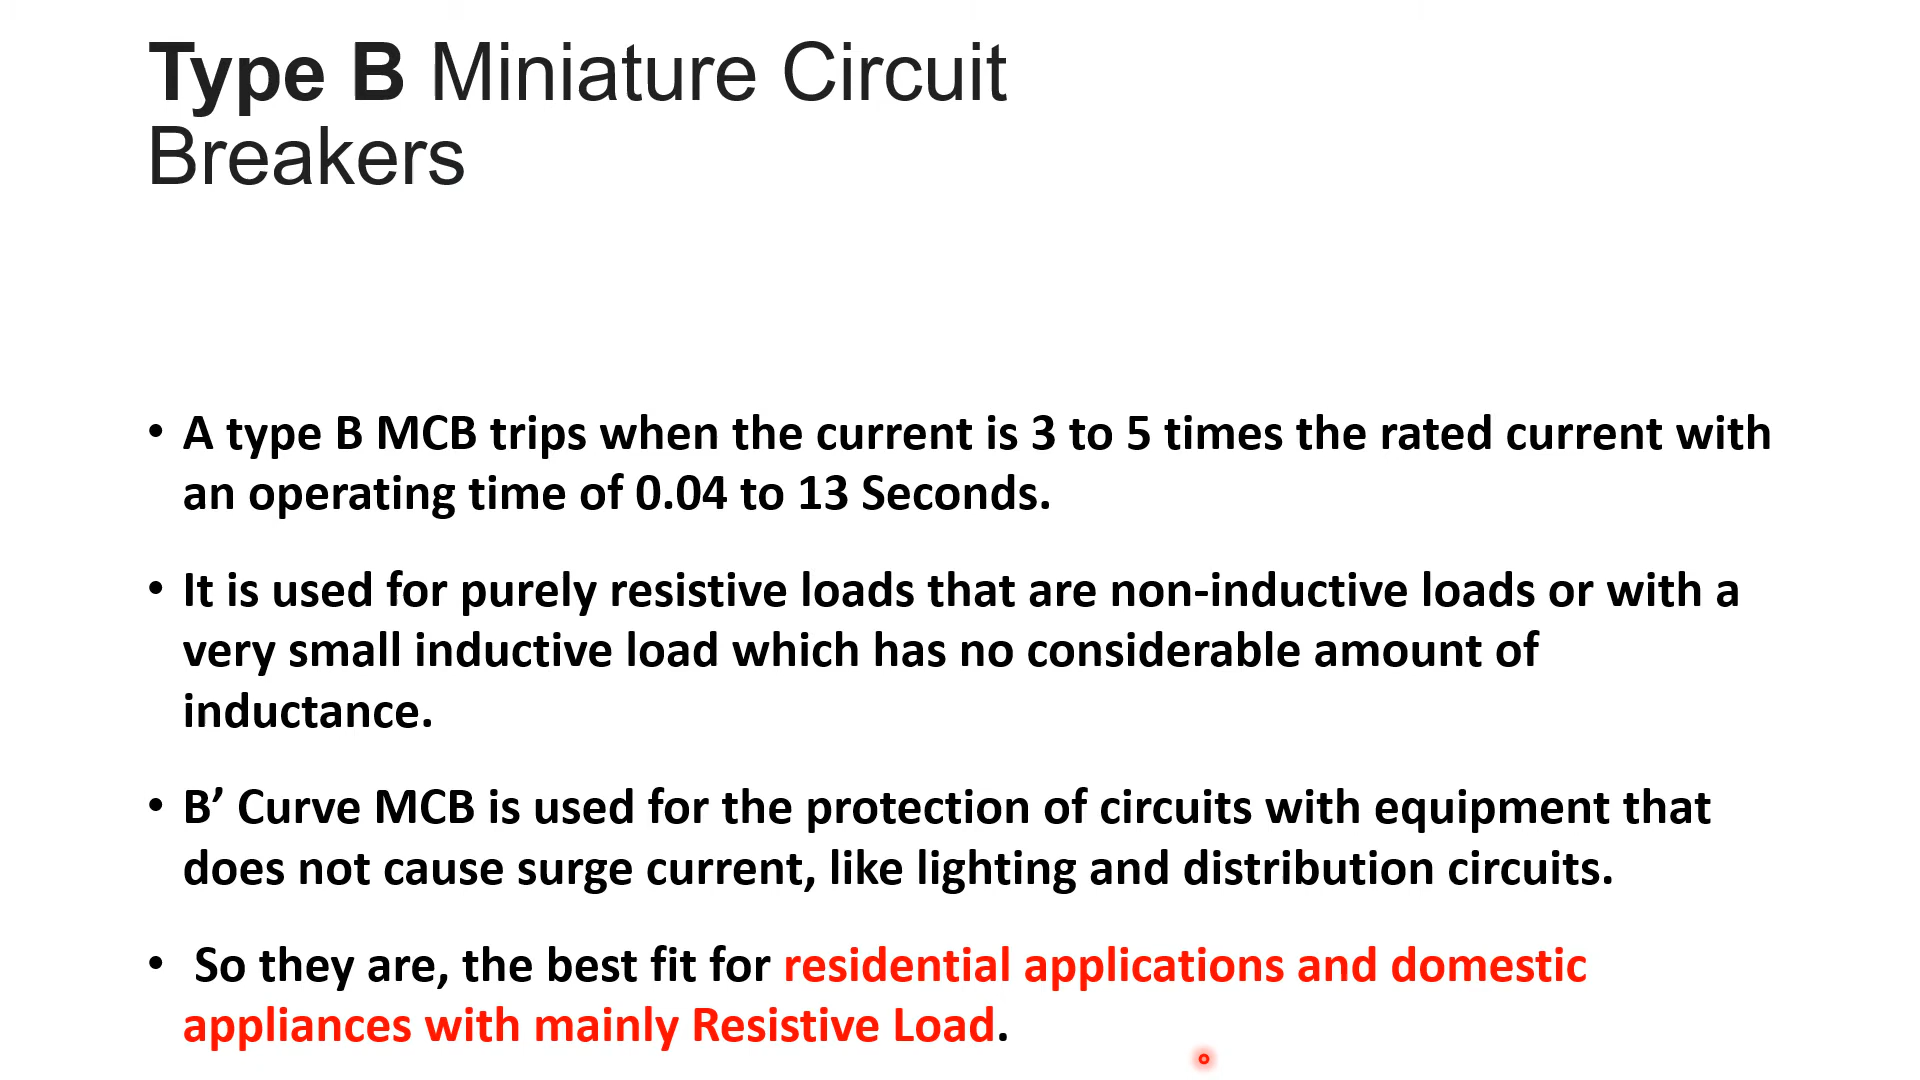 Type B Miniature Circuit
Breakers
• A type B MCB trips when the current is 3 to 5 times the rated current with
an operating time of 0.04 to 13 Seconds.
• It is used for purely resistive loads that are non-inductive loads or with a
very small inductive load which has no considerable amount of
inductance.
• B’ Curve MCB is used for the protection of circuits with equipment that
does not cause surge current, like lighting and distribution circuits.
• So they are, the best fit for residential applications and domestic
appliances with mainly Resistive Load.